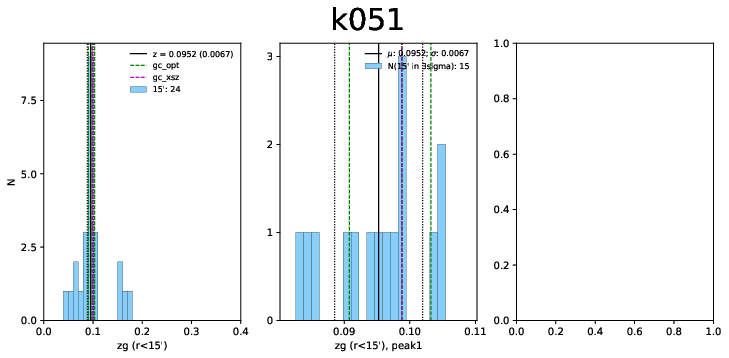 k051
N
7.5
5.0
2.5
0.0
z = 0.0952 (0.0067)
gc_opt
gc_xsz
15': 24
0.0 0.1 0.2 0.3 0.4
zg (r<15')
3
2
1
0
μ: 0.0952; σ: 0.0067
N(15' in 3sigma): 15
0.09 0.10 0.11
zg (r<15'), peak1
1.0
0.8
0.6
0.4
0.2
0.0
0.0 0.2 0.4 0.6 0.8 1.0